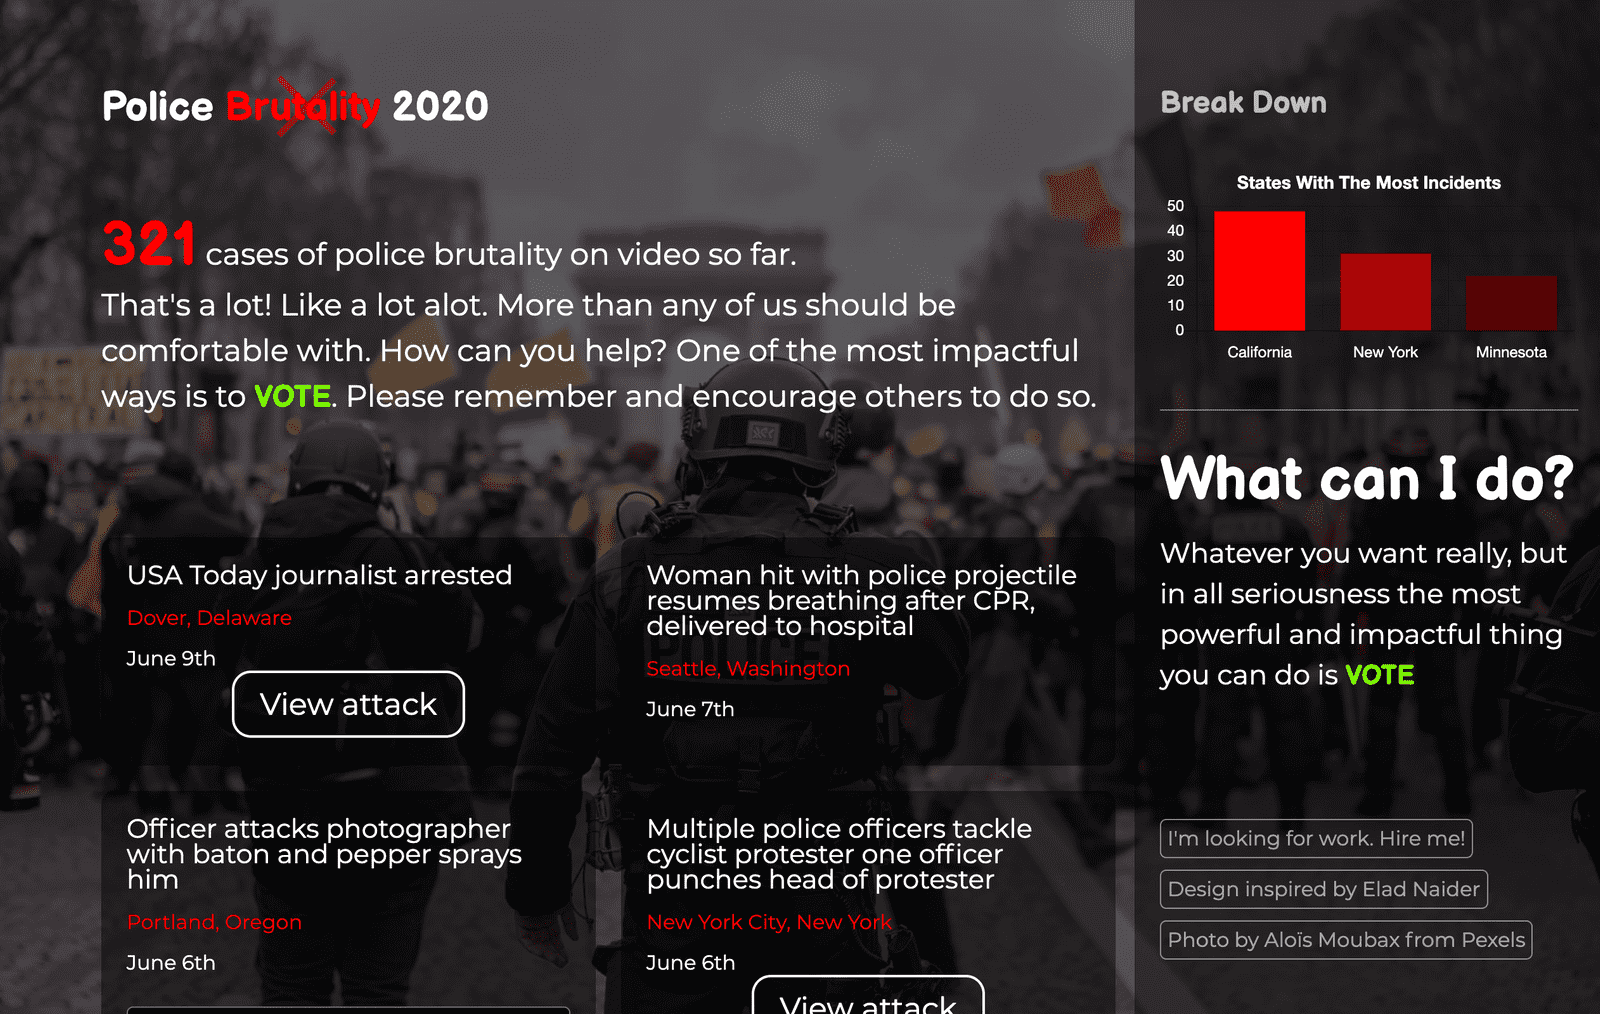 Police Brutality 2020
321 cases of police brutality on video so far.
That's a lot! Like a lot alot. More than any of us should be
comfortable with. How can you help? One of the most impactful
ways is to VOTE. Please remember and encourage others to do so.
USA Today journalist arrested
Dover, Delaware
June 9th
View attack
Woman hit with police projectile
resumes breathing after CPR,
delivered to hospital
Seattle, Washington
June 7th
Officer attacks photographer
with baton and pepper sprays
him
Portland, Oregon
June 6th
Multiple police officers tackle
cyclist protester one officer
punches head of protester
New York City, New York
June 6th
View attack
Break Down
States With The Most Incidents
50
40
30
20
10
0
California
New York
Minnesota
What can I do?
Whatever you want really, but
in all seriousness the most
powerful and impactful thing
you can do is VOTE
I'm looking for work. Hire me!
Design inspired by Elad Naider
Photo by Aloïs Moubax from Pexels
POLICE